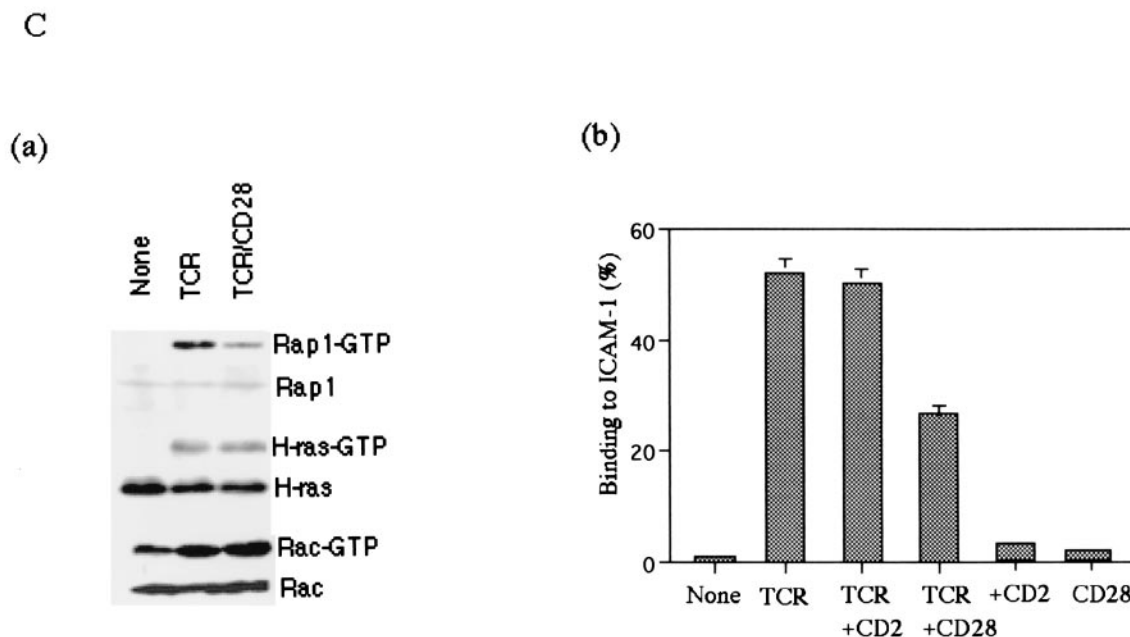 C
(a)
None
TCR
TCR/CD28
Rap1-GTP
Rap1
H-ras-GTP
H-ras
Rac-GTP
Rac
(b)
Binding to ICAM-1 (%)
60
40
20
0
None
TCR
TCR
+CD2
TCR
+CD28
+CD2
CD28